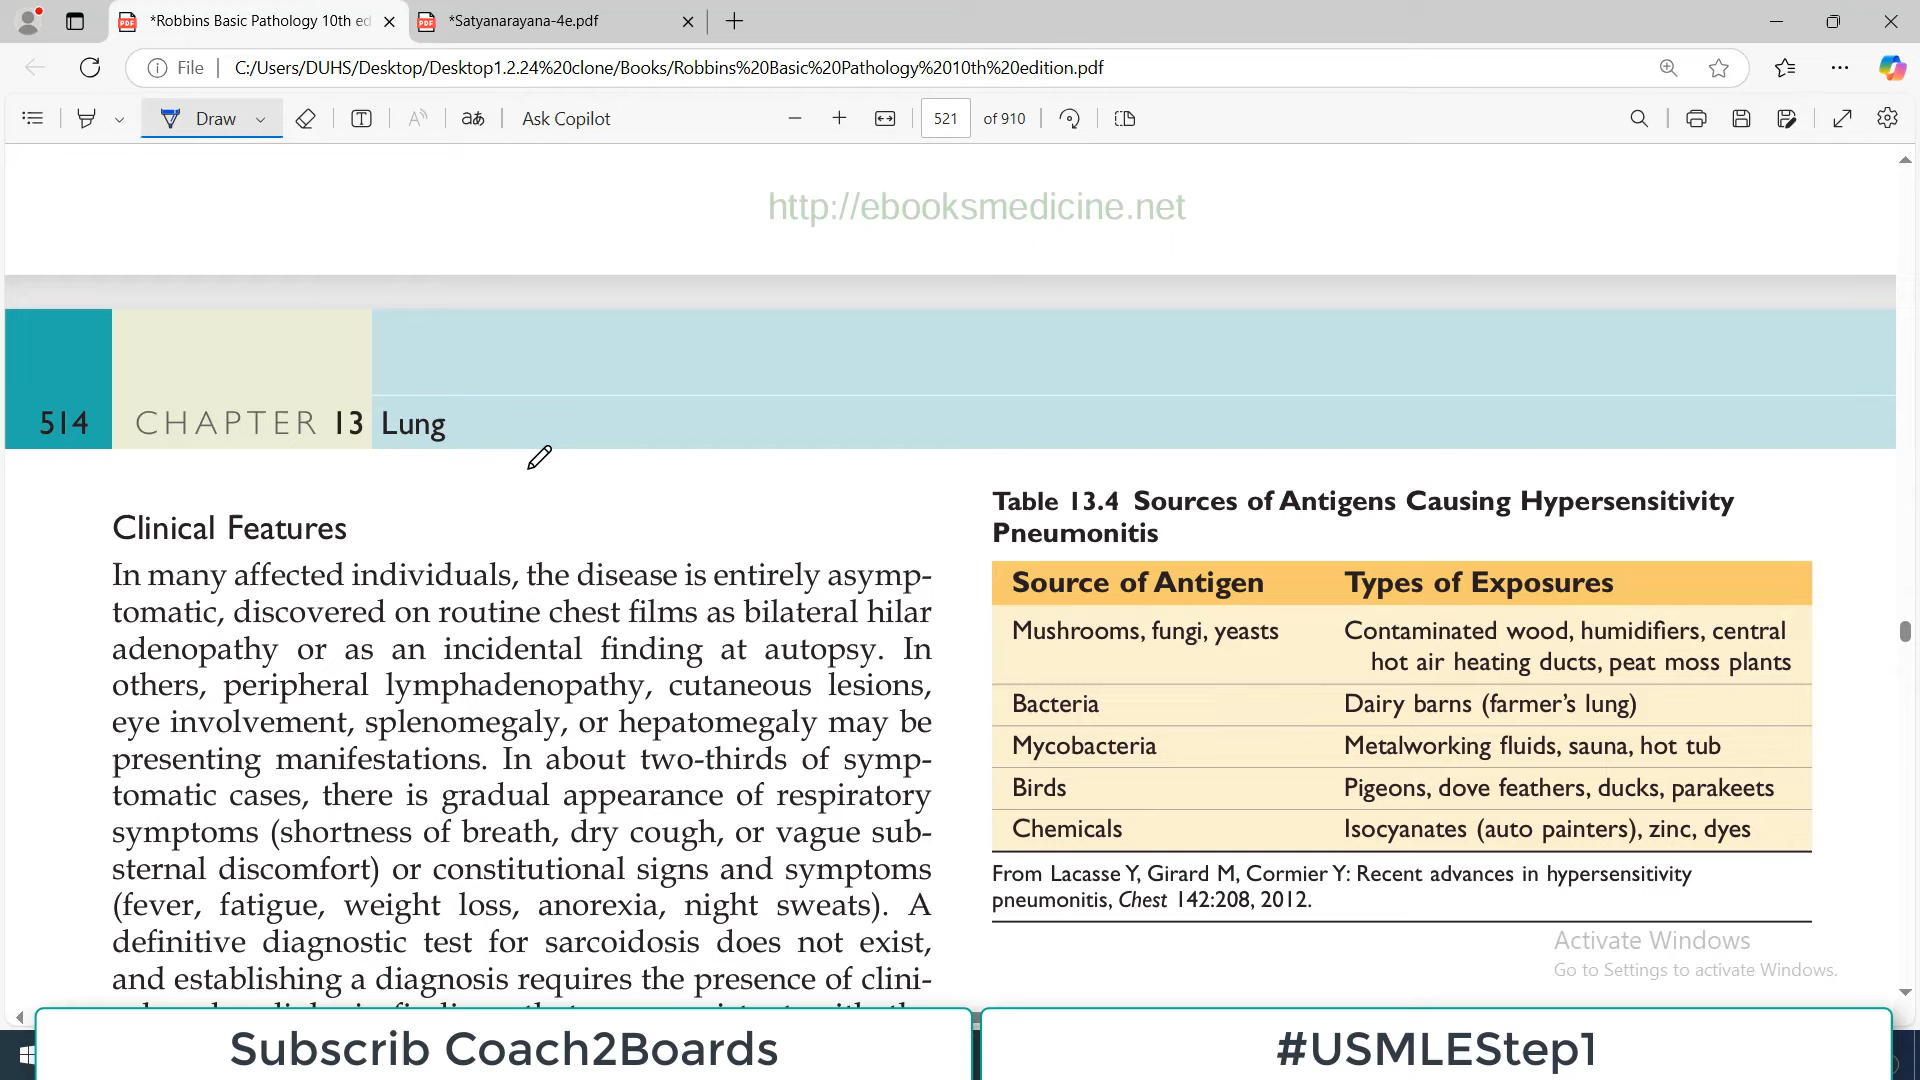 *Robbins Basic Pathology 10th ed
*Satyanarayana-4e.pdf
File
C:/Users/DUHS/Desktop/Desktop1.2.24%20clone/Books/Robbins%20Basic%20Pathology%2010th%20edition.pdf
Draw
aあ
Ask Copilot
521
of 910
http://ebooksmedicine.net
514 CHAPTER 13 Lung
Clinical Features
In many affected individuals, the disease is entirely asymp-
tomatic, discovered on routine chest films as bilateral hilar
adenopathy or as an incidental finding at autopsy. In
others, peripheral lymphadenopathy, cutaneous lesions,
eye involvement, splenomegaly, or hepatomegaly may be
presenting manifestations. In about two-thirds of symp-
tomatic cases, there is gradual appearance of respiratory
symptoms (shortness of breath, dry cough, or vague sub-
sternal discomfort) or constitutional signs and symptoms
(fever, fatigue, weight loss, anorexia, night sweats). A
definitive diagnostic test for sarcoidosis does not exist,
and establishing a diagnosis requires the presence of clini-
Table 13.4 Sources of Antigens Causing Hypersensitivity
Pneumonitis
Source of Antigen Types of Exposures
Mushrooms, fungi, yeasts Contaminated wood, humidifiers, central
hot air heating ducts, peat moss plants
Bacteria Dairy barns (farmer's lung)
Mycobacteria Metalworking fluids, sauna, hot tub
Birds Pigeons, dove feathers, ducks, parakeets
Chemicals Isocyanates (auto painters), zinc, dyes
From Lacasse Y, Girard M, Cormier Y: Recent advances in hypersensitivity
pneumonitis, Chest 142:208, 2012.
Activate Windows
Go to Settings to activate Windows.
Subscrib Coach2Boards
#USMLEStep1